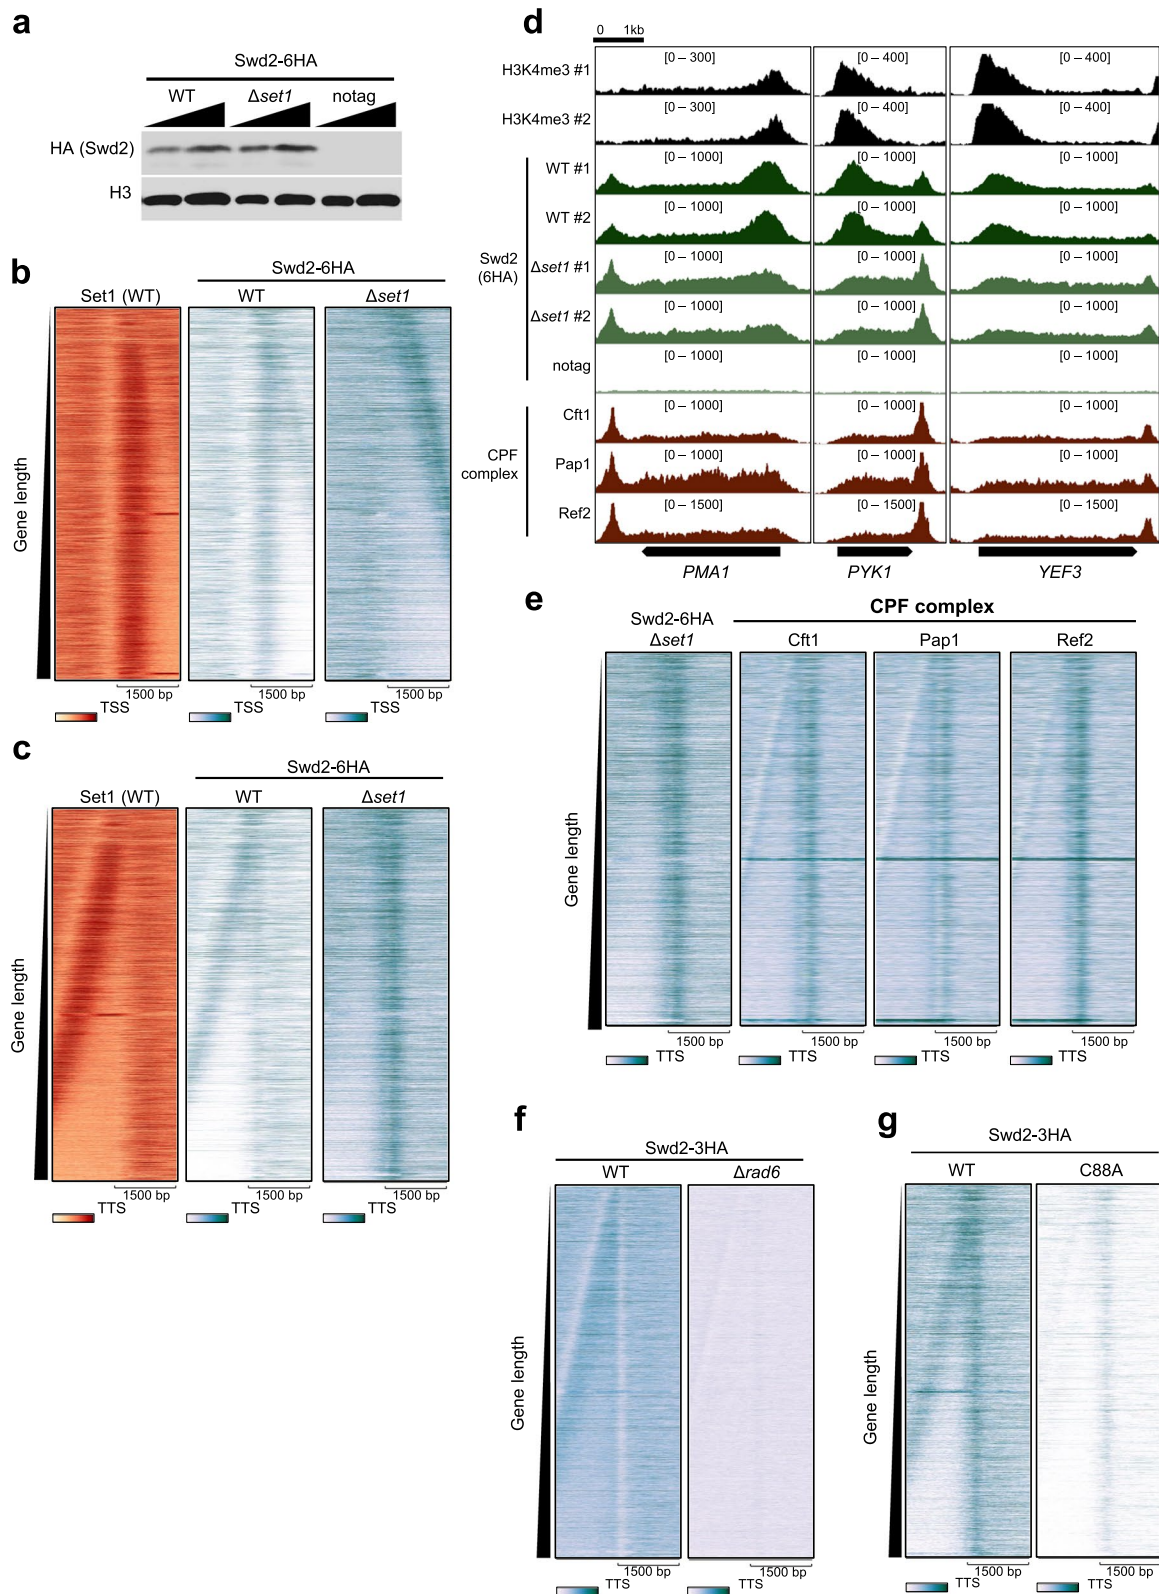 a
Swd2-6HA
WT Δset1 notag
HA (Swd2)
H3
b
Swd2-6HA
Set1 (WT) WT Δset1
Gene length
1500 bp 1500 bp 1500 bp
TSS TSS TSS
c
Swd2-6HA
Set1 (WT) WT Δset1
Gene length
1500 bp 1500 bp 1500 bp
TTS TTS TTS
d
0 1kb
H3K4me3 #1 [0 – 300] [0 – 400] [0 – 400]
H3K4me3 #2 [0 – 300] [0 – 400] [0 – 400]
Swd2
(6HA)
WT #1 [0 – 1000] [0 – 1000] [0 – 1000]
WT #2 [0 – 1000] [0 – 1000] [0 – 1000]
Δset1 #1 [0 – 1000] [0 – 1000] [0 – 1000]
Δset1 #2 [0 – 1000] [0 – 1000] [0 – 1000]
notag [0 – 1000] [0 – 1000] [0 – 1000]
CPF
complex
Cft1 [0 – 1000] [0 – 1000] [0 – 1000]
Pap1 [0 – 1000] [0 – 1000] [0 – 1000]
Ref2 [0 – 1500] [0 – 1500] [0 – 1500]
PMA1 PYK1 YEF3
e
Swd2-6HA
Δset1
CPF complex
Cft1 Pap1 Ref2
Gene length
1500 bp 1500 bp 1500 bp 1500 bp
TTS TTS TTS TTS
f
Swd2-3HA
WT Δrad6
Gene length
1500 bp 1500 bp
TTS TTS
g
Swd2-3HA
WT C88A
Gene length
1500 bp 1500 bp
TTS TTS